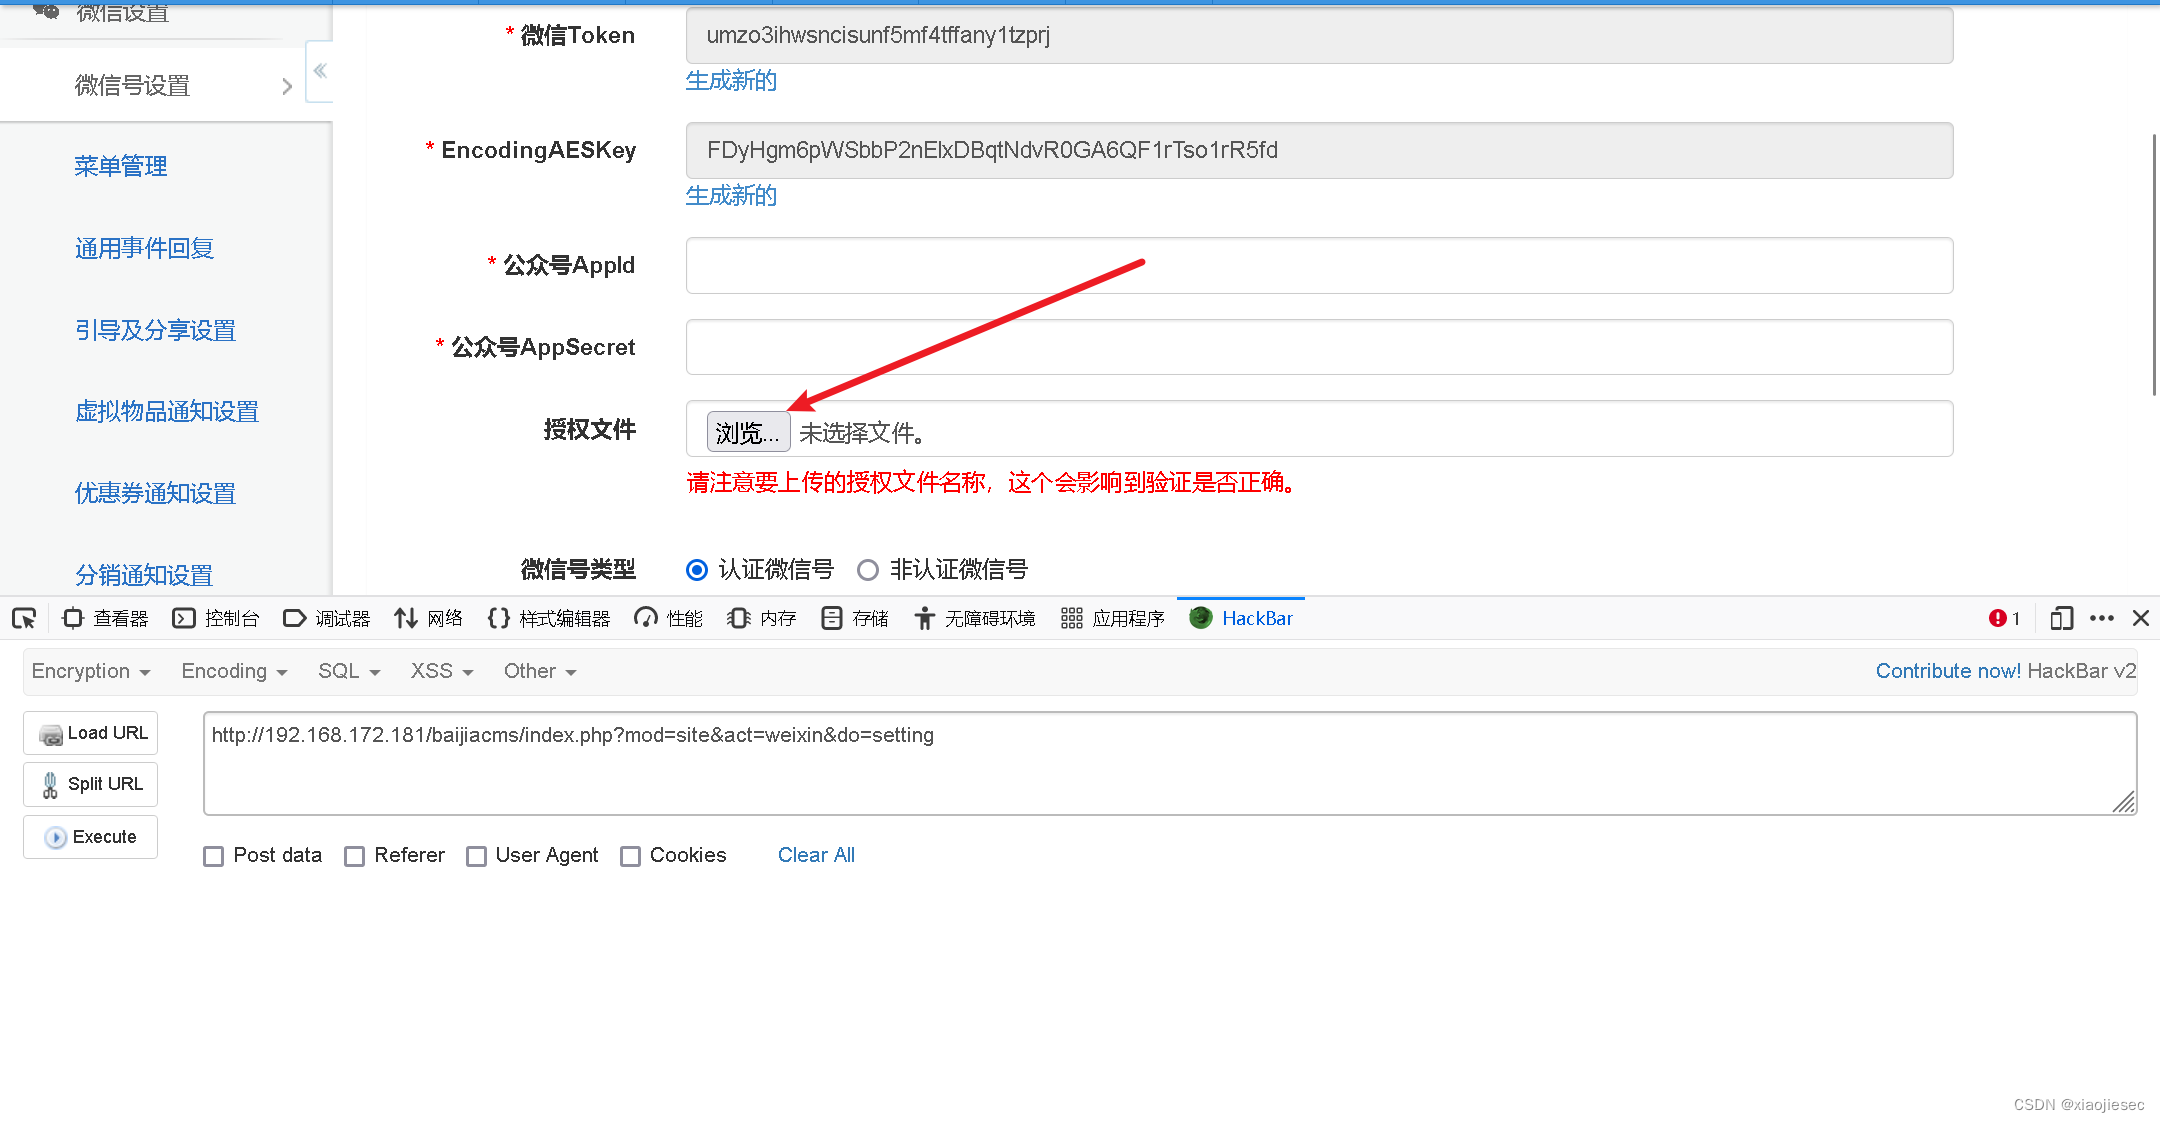 微信设置
微信号设置
菜单管理
通用事件回复
引导及分享设置
虚拟物品通知设置
优惠券通知设置
分销通知设置
* 微信Token
umzo3ihwsncisunf5mf4tffany1tzprj
生成新的
* EncodingAESKey
FDyHgm6pWSbbP2nElxDBqtNdvR0GA6QF1rTso1rR5fd
生成新的
* 公众号AppId
* 公众号AppSecret
授权文件
浏览... 未选择文件。
请注意要上传的授权文件名称，这个会影响到验证是否正确。
微信号类型
认证微信号 非认证微信号
查看器 控制台 调试器 网络 样式编辑器 性能 内存 存储 无障碍环境 应用程序 HackBar 1
Encryption Encoding SQL XSS Other Contribute now! HackBar v2
Load URL
Split URL
Execute
http://192.168.172.181/baijiacms/index.php?mod=site&act=weixin&do=setting
Post data Referer User Agent Cookies Clear All
CSDN @xiaojiesec